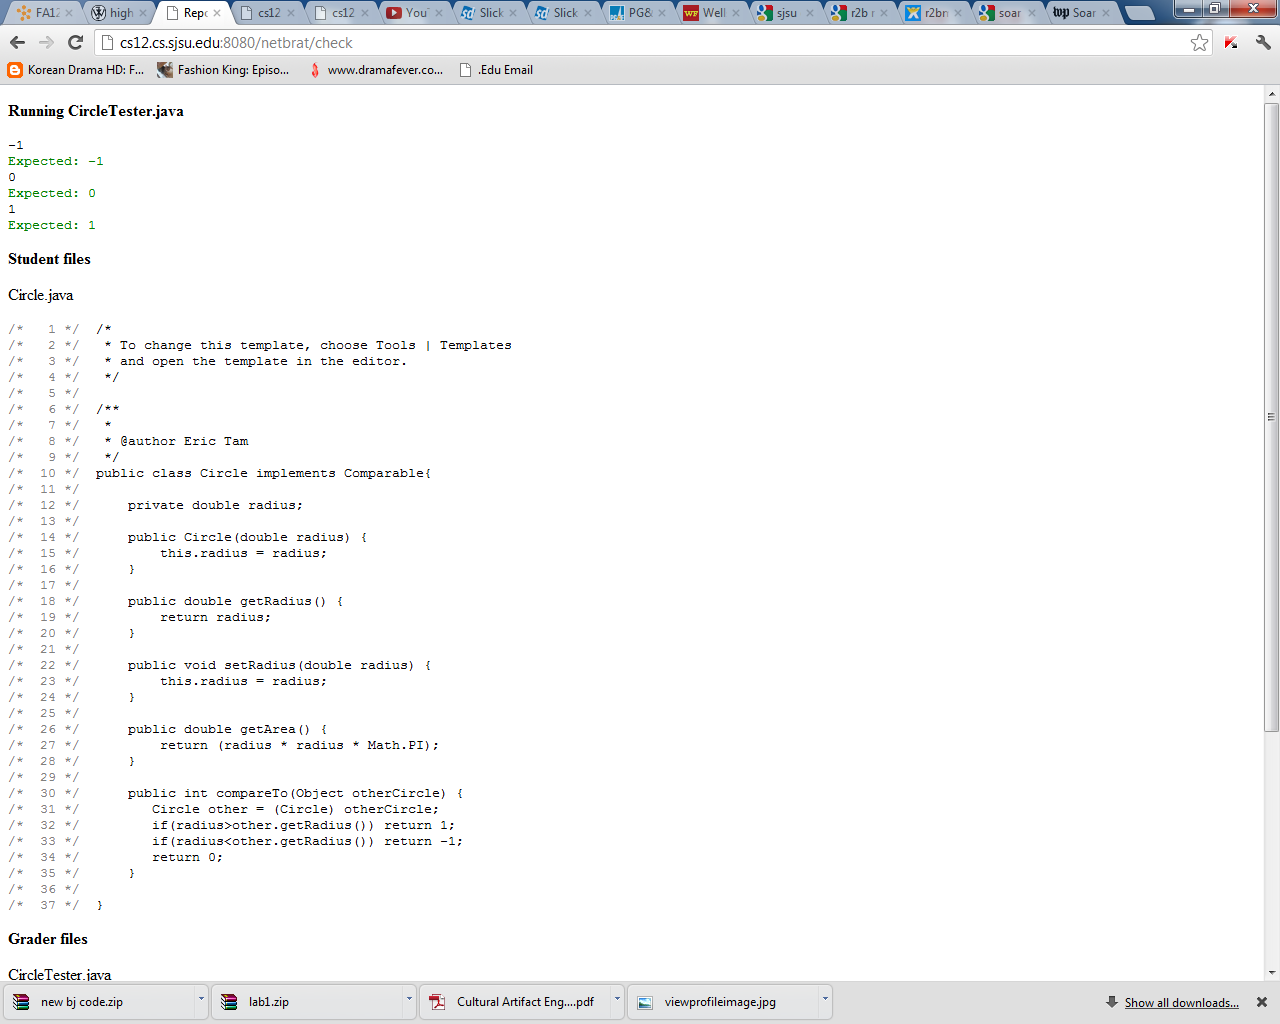 FA12
high
Repo
cs12
cs12
YouT
Slick
Slick
PG&
Well
sjsu
r2b r
r2bn
soar
Soar
cs12.cs.sjsu.edu:8080/netbrat/check
Korean Drama HD: F... Fashion King: Episo... www.dramafever.co... .Edu Email
Running CircleTester.java
-1
Expected: -1
0
Expected: 0
1
Expected: 1
Student files
Circle.java
/*   1 */  /*
/*   2 */   * To change this template, choose Tools | Templates
/*   3 */   * and open the template in the editor.
/*   4 */   */
/*   5 */
/*   6 */  /**
/*   7 */   *
/*   8 */   * @author Eric Tam
/*   9 */   */
/*  10 */  public class Circle implements Comparable{
/*  11 */
/*  12 */      private double radius;
/*  13 */
/*  14 */      public Circle(double radius) {
/*  15 */          this.radius = radius;
/*  16 */      }
/*  17 */
/*  18 */      public double getRadius() {
/*  19 */          return radius;
/*  20 */      }
/*  21 */
/*  22 */      public void setRadius(double radius) {
/*  23 */          this.radius = radius;
/*  24 */      }
/*  25 */
/*  26 */      public double getArea() {
/*  27 */          return (radius * radius * Math.PI);
/*  28 */      }
/*  29 */
/*  30 */      public int compareTo(Object otherCircle) {
/*  31 */         Circle other = (Circle) otherCircle;
/*  32 */         if(radius>other.getRadius()) return 1;
/*  33 */         if(radius<other.getRadius()) return -1;
/*  34 */         return 0;
/*  35 */      }
/*  36 */
/*  37 */  }
Grader files
CircleTester.java
new bj code.zip
lab1.zip
Cultural Artifact Eng....pdf
viewprofileimage.jpg
Show all downloads...